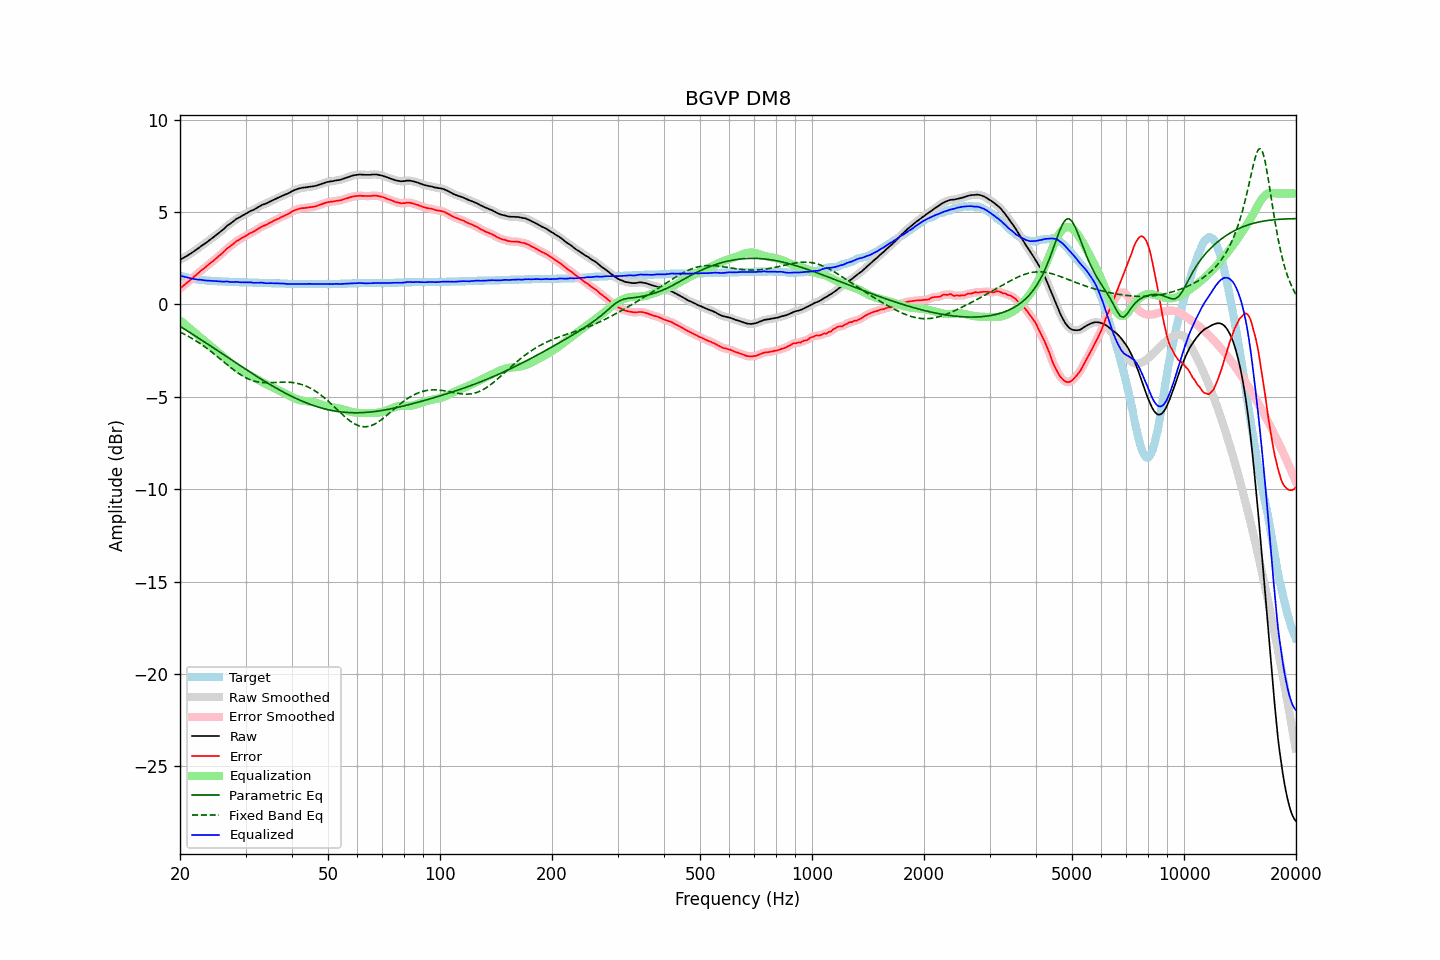 BGVP DM8
Amplitude (dBr)
10
5
0
−5
−10
−15
−20
−25
Target
Raw Smoothed
Error Smoothed
Raw
Error
Equalization
Parametric Eq
Fixed Band Eq
Equalized
20 50 100 200 500 1000 2000 5000 10000 20000
Frequency (Hz)